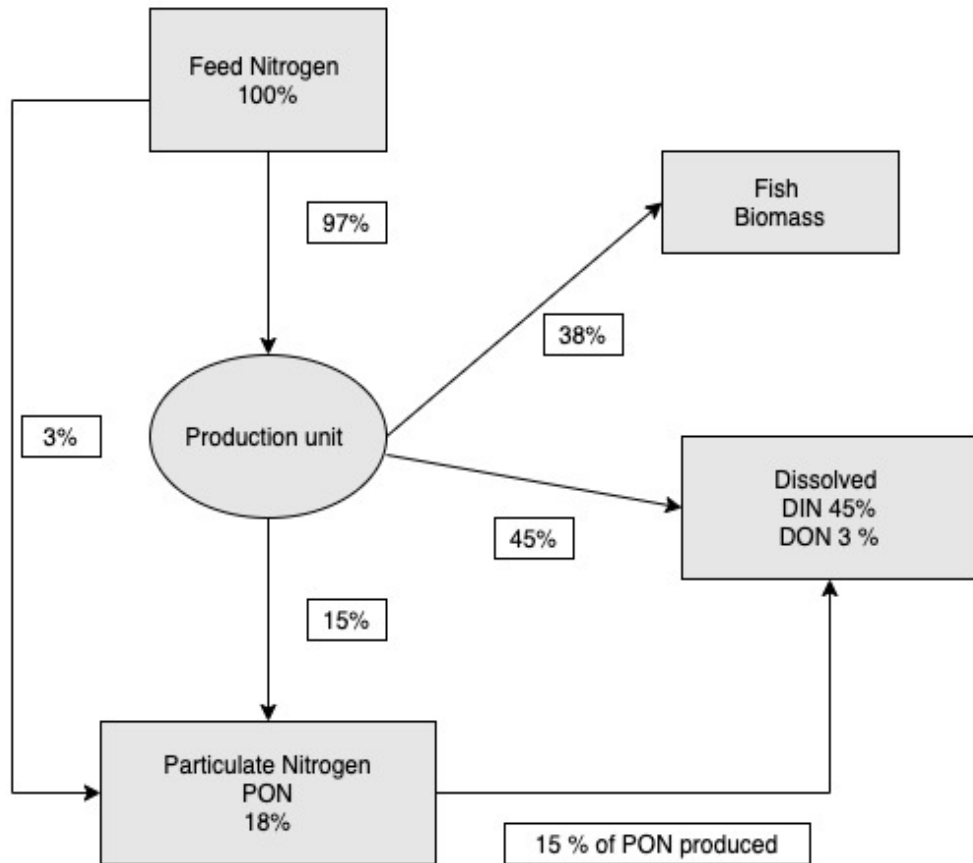 Feed Nitrogen
100%
97%
Fish
Biomass
38%
3%
Production unit
Dissolved
DIN 45%
DON 3 %
45%
15%
Particulate Nitrogen
PON
18%
15 % of PON produced